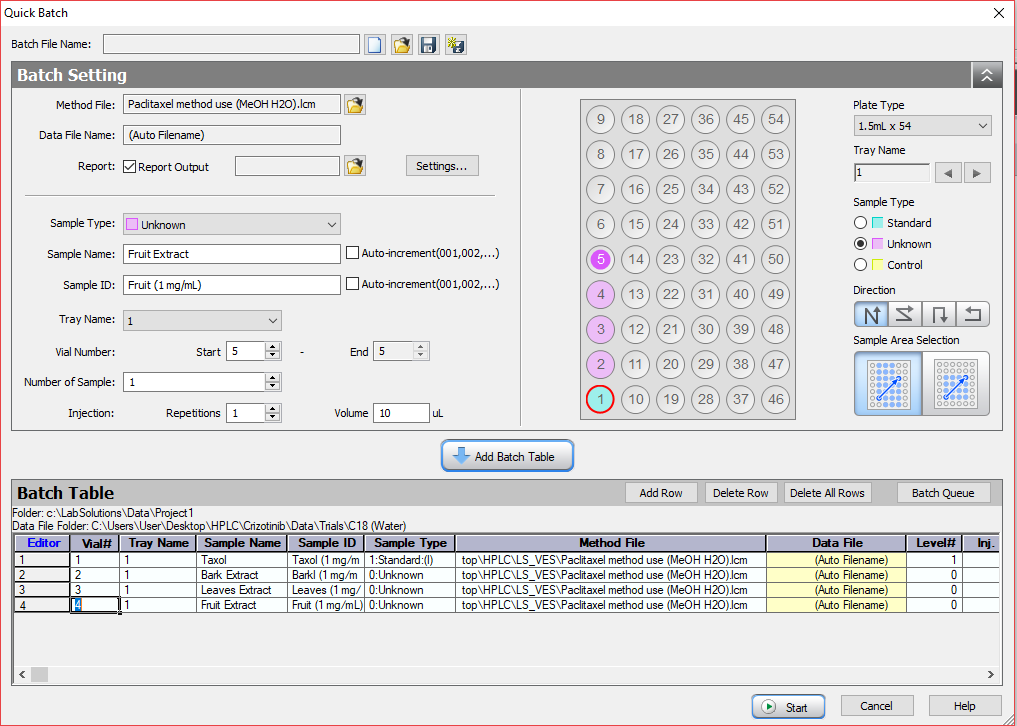 Quick Batch
Batch File Name:
Batch Setting
Method File: Paclitaxel method use (MeOH H2O).lcm
Data File Name: (Auto Filename)
Report: Report Output Settings...
Sample Type: Unknown
Sample Name: Fruit Extract Auto-increment(001,002,...)
Sample ID: Fruit (1 mg/mL) Auto-increment(001,002,...)
Tray Name: 1
Vial Number: Start 5 - End 5
Number of Sample: 1
Injection: Repetitions 1 Volume 10 uL
9 18 27 36 45 54
8 17 26 35 44 53
7 16 25 34 43 52
6 15 24 33 42 51
5 14 23 32 41 50
4 13 22 31 40 49
3 12 21 30 39 48
2 11 20 29 38 47
1 10 19 28 37 46
Plate Type
1.5mL x 54
Tray Name
1
Sample Type
Standard
Unknown
Control
Direction
Sample Area Selection
Add Batch Table
Batch Table Add Row Delete Row Delete All Rows Batch Queue
Folder: c:\LabSolutions\Data\Project1
Data File Folder: C:\Users\User\Desktop\HPLC\Crizotinib\Data\Trials\C18 (Water)
Editor Vial# Tray Name Sample Name Sample ID Sample Type Method File Data File Level# Inj.
1 1 1 Taxol Taxol (1 mg/m 1:Standard:(I) top\HPLC\LS_VES\Paclitaxel method use (MeOH H2O).lcm (Auto Filename) 1
2 2 1 Bark Extract Barkl (1 mg/m 0:Unknown top\HPLC\LS_VES\Paclitaxel method use (MeOH H2O).lcm (Auto Filename) 0
3 3 1 Leaves Extract Leaves (1 mg/ 0:Unknown top\HPLC\LS_VES\Paclitaxel method use (MeOH H2O).lcm (Auto Filename) 0
4 4 1 Fruit Extract Fruit (1 mg/mL) 0:Unknown top\HPLC\LS_VES\Paclitaxel method use (MeOH H2O).lcm (Auto Filename) 0
Start Cancel Help